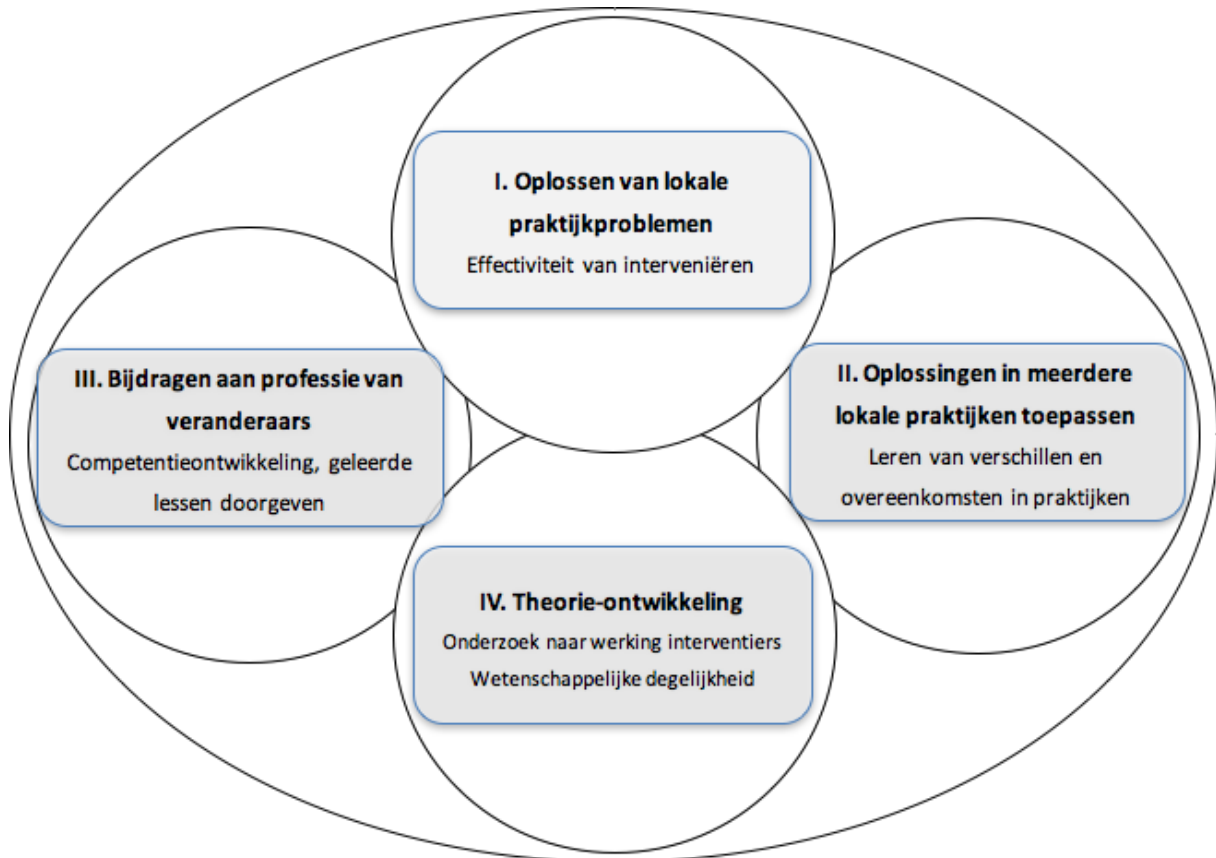 I. Oplossen van lokale
praktijkproblemen
Effectiviteit van interveniëren
III. Bijdragen aan professie van
veranderaars
Competentieontwikkeling, geleerde
lessen doorgeven
II. Oplossingen in meerdere
lokale praktijken toepassen
Leren van verschillen en
overeenkomsten in praktijken
IV. Theorie-ontwikkeling
Onderzoek naar werking interventiers
Wetenschappelijke degelijkheid